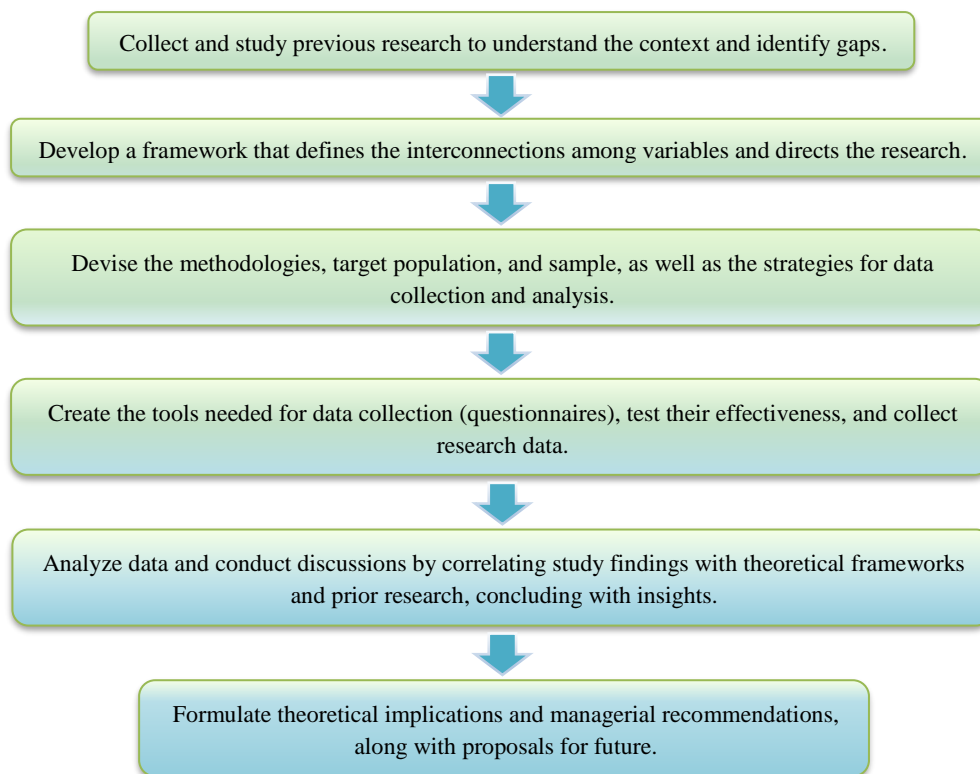 Collect and study previous research to understand the context and identify gaps.
Develop a framework that defines the interconnections among variables and directs the research.
Devise the methodologies, target population, and sample, as well as the strategies for data
collection and analysis.
Create the tools needed for data collection (questionnaires), test their effectiveness, and collect
research data.
Analyze data and conduct discussions by correlating study findings with theoretical frameworks
and prior research, concluding with insights.
Formulate theoretical implications and managerial recommendations,
along with proposals for future.